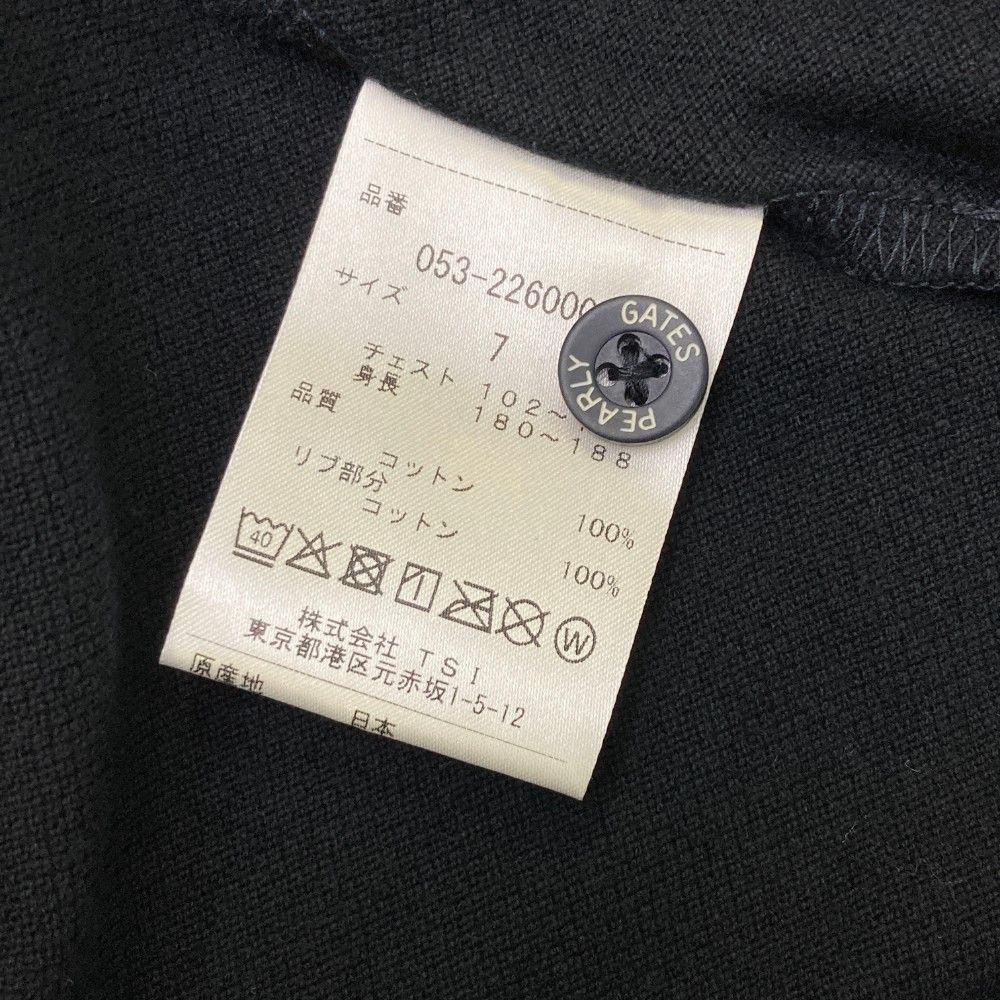 品番
053-226000
サイズ
7
チェスト 102〜
身長 180〜188
品質
コットン 100%
リブ部分
コットン 100%
40
W
株式会社 TSI
東京都港区元赤坂1-5-12
原産地
日本
PEARLY GATES